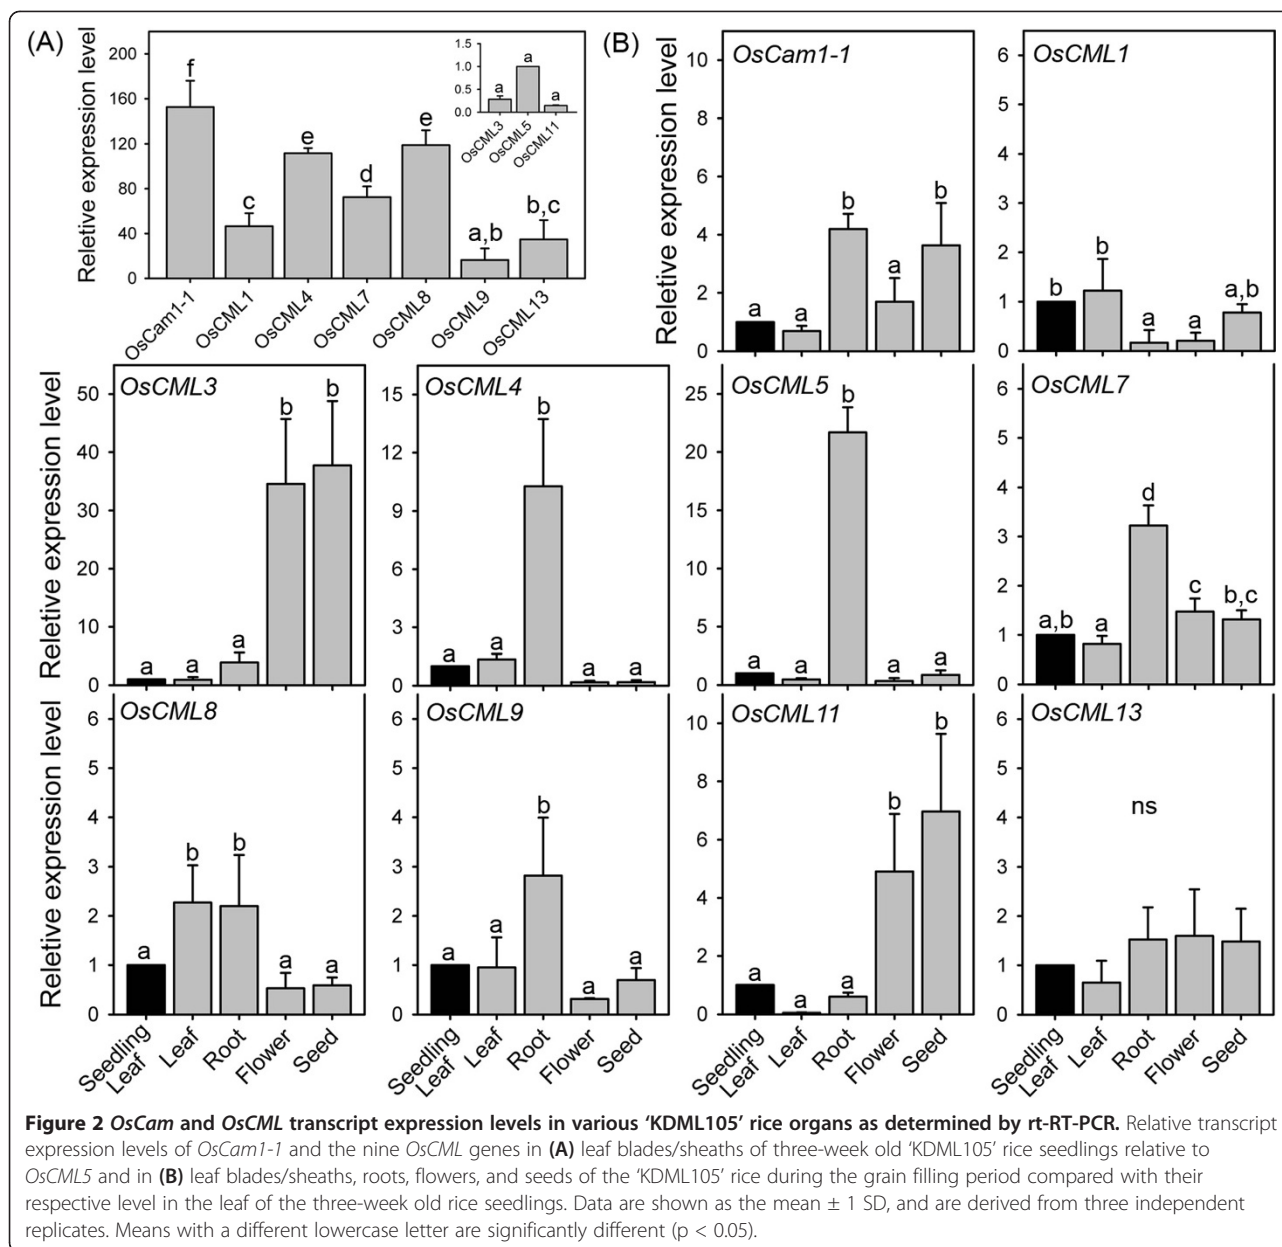 (A)
Reletive expression level
200
160
120
80
40
0
f
c
e
d
e
a,b
b,c
OsCam1-1
OsCML1
OsCML4
OsCML7
OsCML8
OsCML9
OsCML13
1.5
1.0
0.5
0.0
a
a
a
OsCML3
OsCML5
OsCML11
(B)
Reletive expression level
OsCam1-1
10
8
6
4
2
0
a
a
b
a
b
OsCML1
6
5
4
3
2
1
0
b
b
a
a
a,b
Reletive expression level
OsCML3
50
40
30
20
10
0
a
a
a
b
b
OsCML4
15
12
9
6
3
0
a
a
b
a
a
OsCML5
25
20
15
10
5
0
a
a
b
a
a
OsCML7
6
5
4
3
2
1
0
a,b
a
d
c
b,c
Reletive expression level
OsCML8
6
5
4
3
2
1
0
a
b
b
a
a
Seedling
Leaf
Leaf
Root
Flower
Seed
OsCML9
6
5
4
3
2
1
0
a
a
b
a
a
Seedling
Leaf
Leaf
Root
Flower
Seed
OsCML11
10
8
6
4
2
0
a
a
a
b
b
Seedling
Leaf
Leaf
Root
Flower
Seed
OsCML13
6
5
4
3
2
1
0
ns
Seedling
Leaf
Leaf
Root
Flower
Seed
Figure 2 OsCam and OsCML transcript expression levels in various ‘KDML105’ rice organs as determined by rt-RT-PCR. Relative transcript
expression levels of OsCam1-1 and the nine OsCML genes in (A) leaf blades/sheaths of three-week old ‘KDML105’ rice seedlings relative to
OsCML5 and in (B) leaf blades/sheaths, roots, flowers, and seeds of the ‘KDML105’ rice during the grain filling period compared with their
respective level in the leaf of the three-week old rice seedlings. Data are shown as the mean ± 1 SD, and are derived from three independent
replicates. Means with a different lowercase letter are significantly different (p < 0.05).